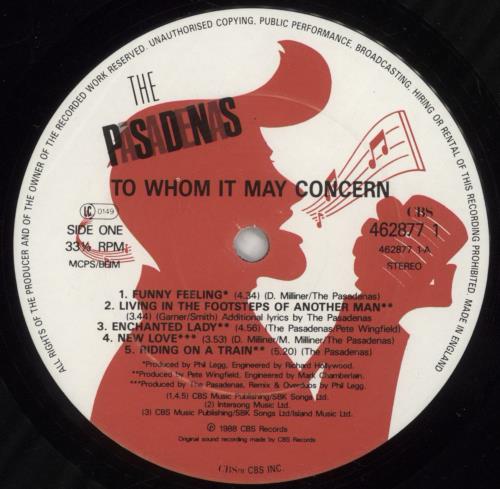 ALL RIGHTS OF THE PRODUCER AND OF THE OWNER OF THE RECORDED WORK RESERVED. UNAUTHORISED COPYING, PUBLIC PERFORMANCE, BROADCASTING, HIRING OR RENTAL OF THIS RECORDING PROHIBITED. MADE IN ENGLAND
THE
PASADENAS
TO WHOM IT MAY CONCERN
LC 0149
SIDE ONE
33⅓ RPM
MCPS/BIEM
CBS
462877 1
462877 1-A
STEREO
1. FUNNY FEELING* (4.34) (D. Milliner/The Pasadenas)
2. LIVING IN THE FOOTSTEPS OF ANOTHER MAN**
(3.44) (Garner/Smith) Additional lyrics by The Pasadenas
3. ENCHANTED LADY** (4.56) (The Pasadenas/Pete Wingfield)
4. NEW LOVE*** (3.53) (D. Milliner/M. Milliner/The Pasadenas)
5. RIDING ON A TRAIN** (5.20) (The Pasadenas)
*Produced by Phil Legg, Engineered by Richard Hollywood.
**Produced by Pete Wingfield, Engineered by Mark Chamberlan.
***Produced by The Pasadenas, Remix & Overdubs by Phil Legg.
(1,4,5) CBS Music Publishing/SBK Songs Ltd.
(2) Intersong Music Ltd.
(3) CBS Music Publishing/SBK Songs Ltd/Island Music Ltd.
℗ 1988 CBS Records
Original sound recording made by CBS Records
CBS/® CBS INC.